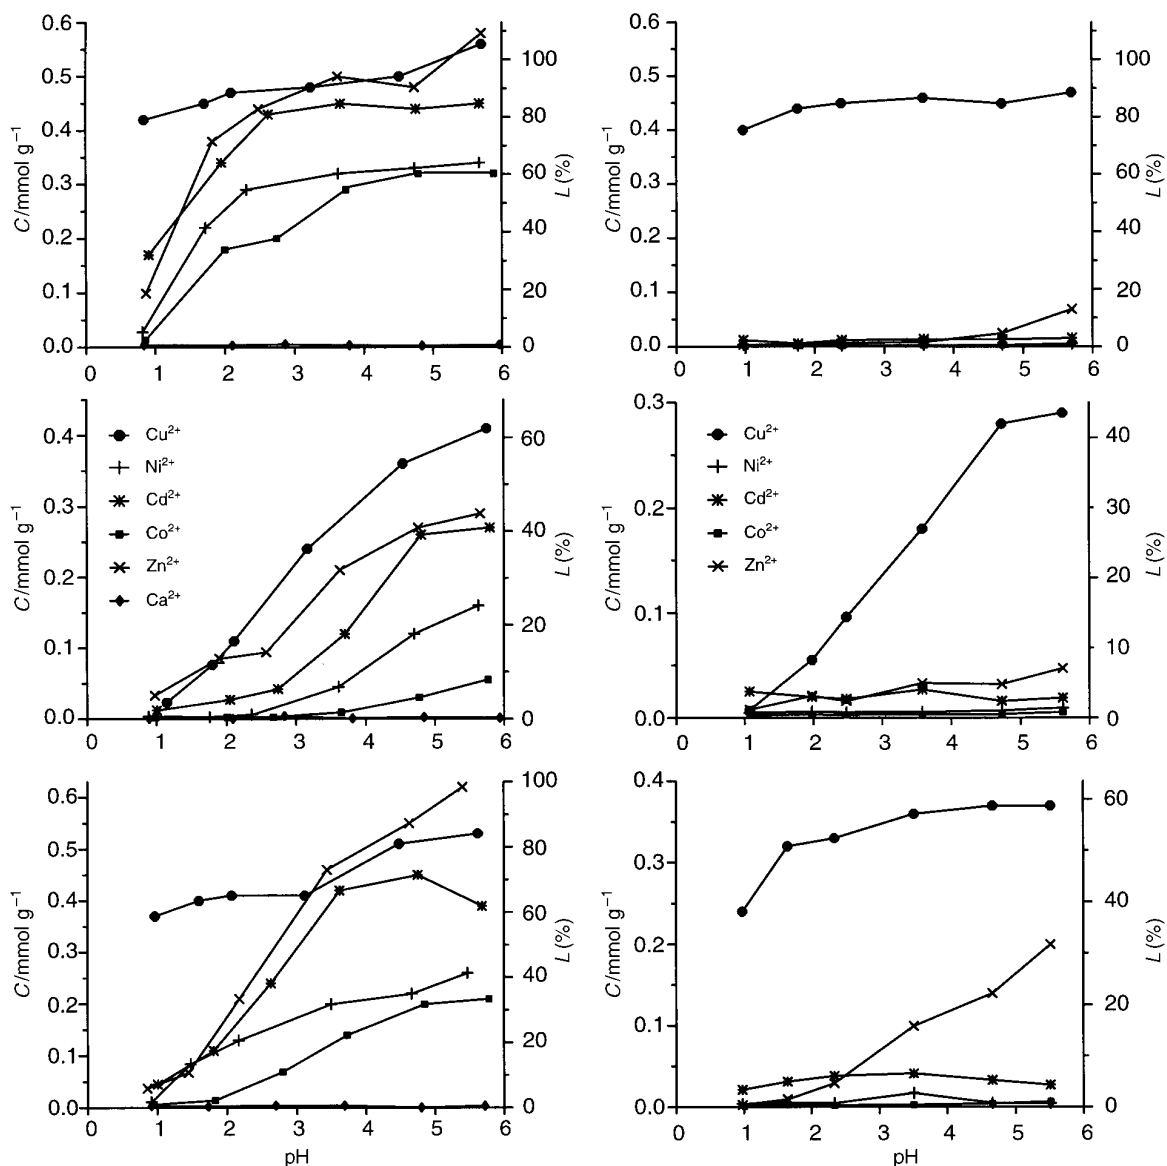 0.6
0.5
0.4
0.3
0.2
0.1
0.0
C/mmol g⁻¹
100
80
60
40
20
0
L (%)
0 1 2 3 4 5 6
pH
0.6
0.5
0.4
0.3
0.2
0.1
0.0
C/mmol g⁻¹
100
80
60
40
20
0
L (%)
0 1 2 3 4 5 6
pH
0.4
0.3
0.2
0.1
0.0
C/mmol g⁻¹
Cu²⁺
Ni²⁺
Cd²⁺
Co²⁺
Zn²⁺
Ca²⁺
60
40
20
0
L (%)
0 1 2 3 4 5 6
0.3
0.2
0.1
0.0
C/mmol g⁻¹
Cu²⁺
Ni²⁺
Cd²⁺
Co²⁺
Zn²⁺
40
30
20
10
0
L (%)
0 1 2 3 4 5 6
0.6
0.5
0.4
0.3
0.2
0.1
0.0
C/mmol g⁻¹
100
80
60
40
20
0
L (%)
0 1 2 3 4 5 6
pH
0.4
0.3
0.2
0.1
0.0
C/mmol g⁻¹
60
40
20
0
L (%)
0 1 2 3 4 5 6
pH